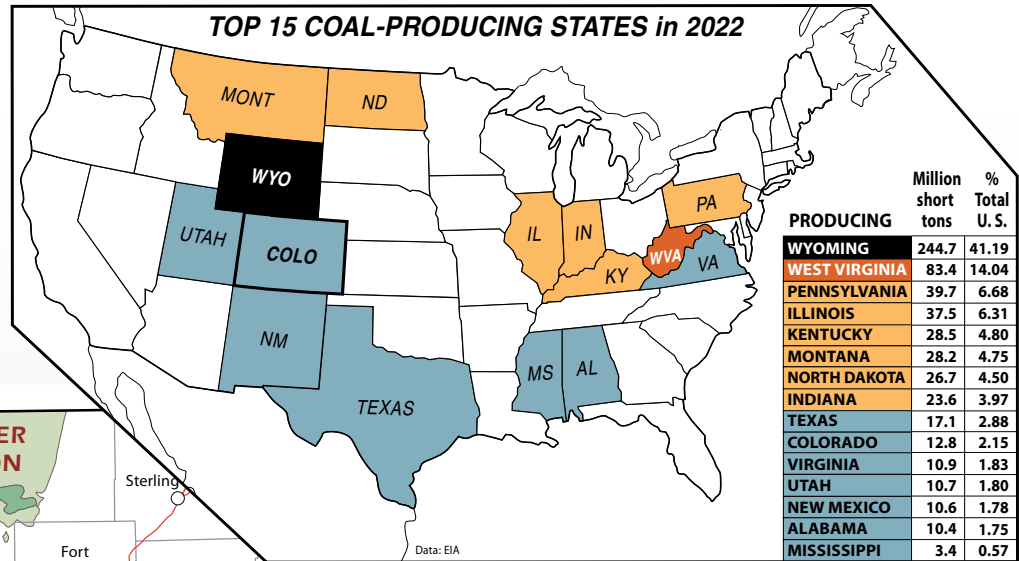 TOP 15 COAL-PRODUCING STATES in 2022
MONT
ND
WYO
UTAH
COLO
NM
TEXAS
IL
IN
KY
WVA
PA
VA
MS
AL
Million short tons
% Total U. S.
PRODUCING
WYOMING 244.7 41.19
WEST VIRGINIA 83.4 14.04
PENNSYLVANIA 39.7 6.68
ILLINOIS 37.5 6.31
KENTUCKY 28.5 4.80
MONTANA 28.2 4.75
NORTH DAKOTA 26.7 4.50
INDIANA 23.6 3.97
TEXAS 17.1 2.88
COLORADO 12.8 2.15
VIRGINIA 10.9 1.83
UTAH 10.7 1.80
NEW MEXICO 10.6 1.78
ALABAMA 10.4 1.75
MISSISSIPPI 3.4 0.57
Data: EIA
ER
N
Sterling
Fort